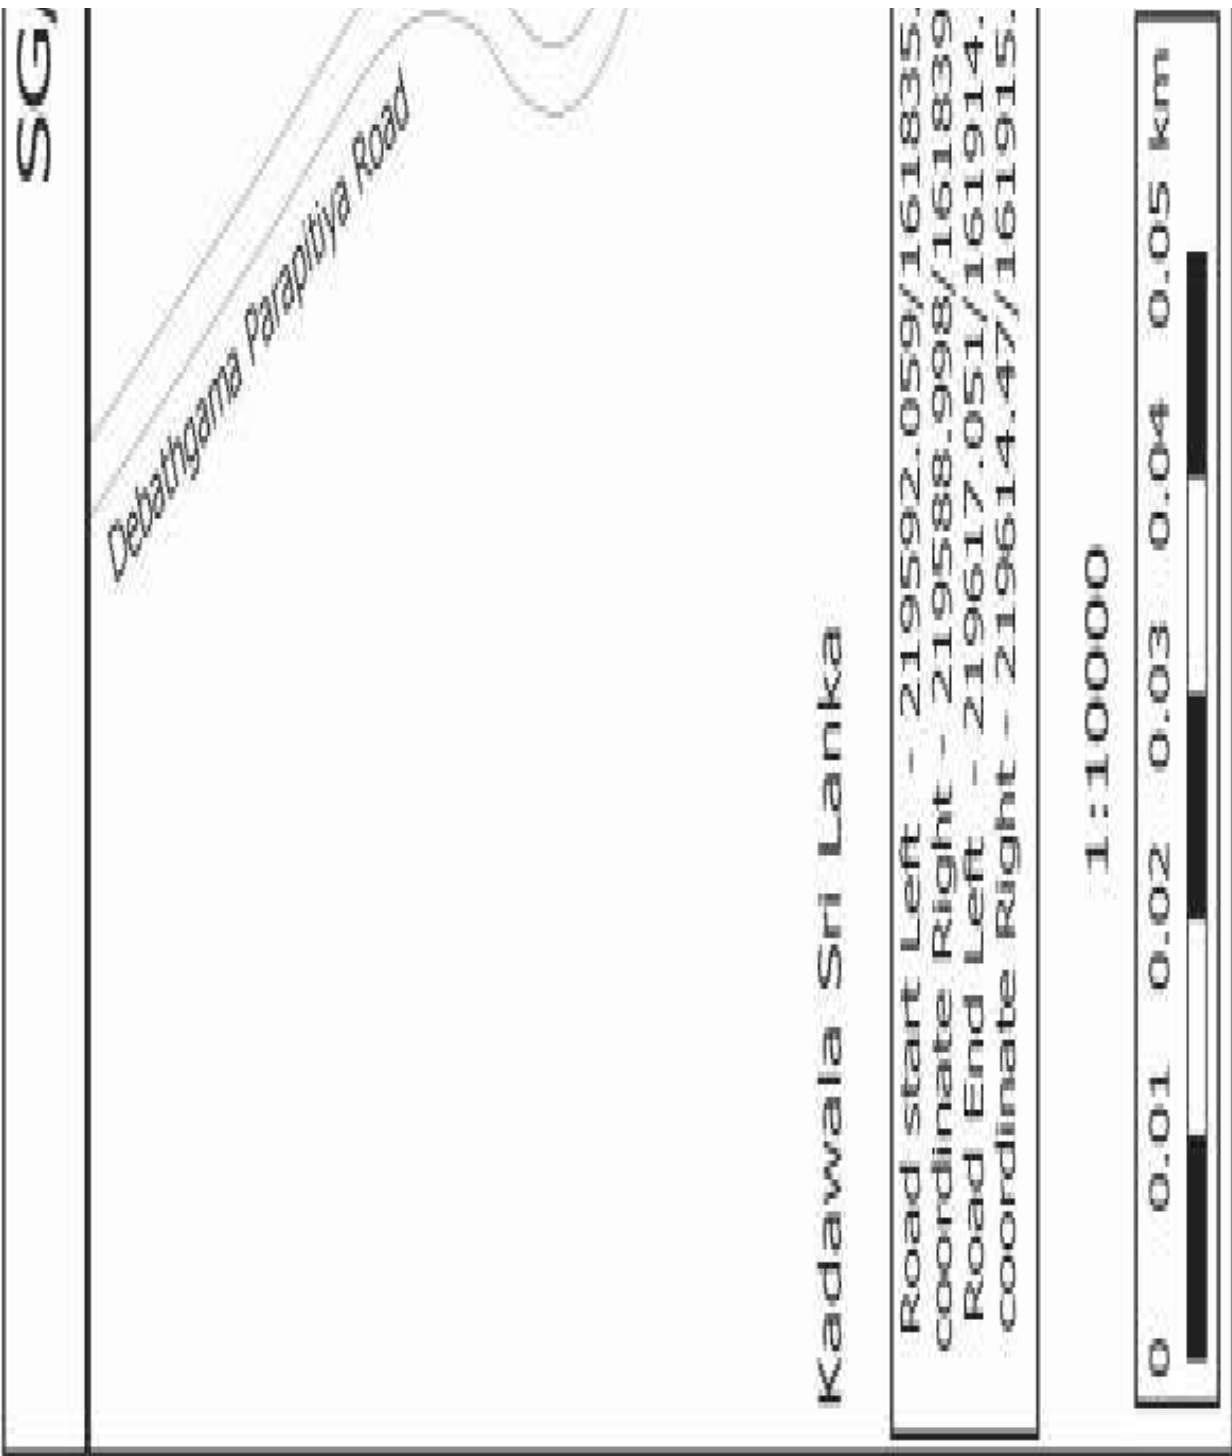 SG/
Debathgama Parapitiya Road
Kadawala Sri Lanka
Road start Left - 219592.059/161835.
coordinate Right - 219588.998/161839
Road End Left - 219617.051/161914.
coordinate Right - 219614.47/161915.
1:10000
0 0.01 0.02 0.03 0.04 0.05 km